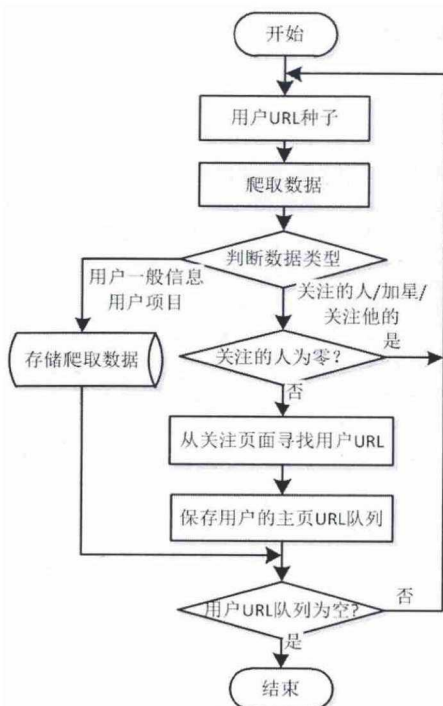 开始
用户URL种子
爬取数据
判断数据类型
用户一般信息
用户项目
关注的人/加星/
关注他的
存储爬取数据
关注的人为零？
是
否
从关注页面寻找用户URL
保存用户的主页URL队列
用户URL队列为空?
否
是
结束